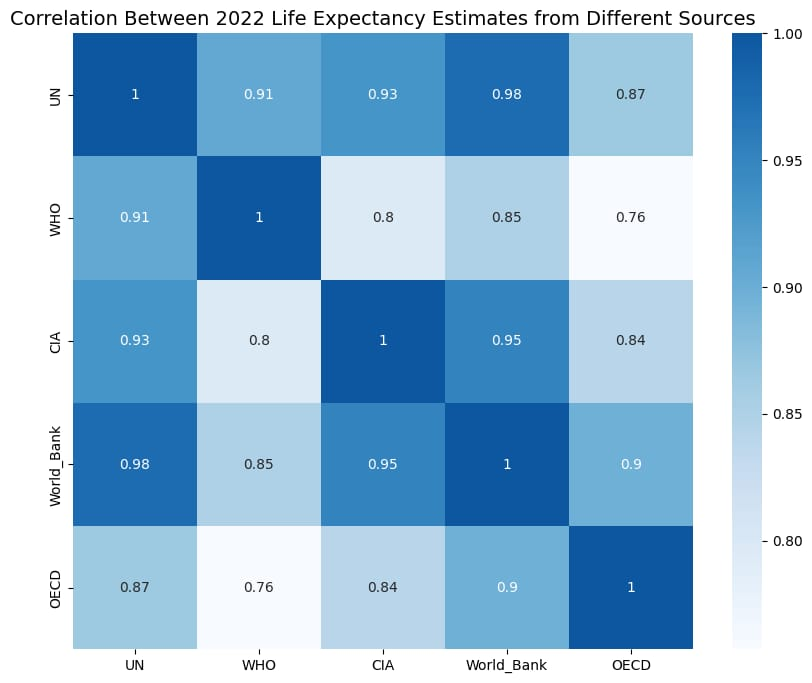 Correlation Between 2022 Life Expectancy Estimates from Different Sources
UN 1 0.91 0.93 0.98 0.87
WHO 0.91 1 0.8 0.85 0.76
CIA 0.93 0.8 1 0.95 0.84
World_Bank 0.98 0.85 0.95 1 0.9
OECD 0.87 0.76 0.84 0.9 1
UN WHO CIA World_Bank OECD
1.00
0.95
0.90
0.85
0.80